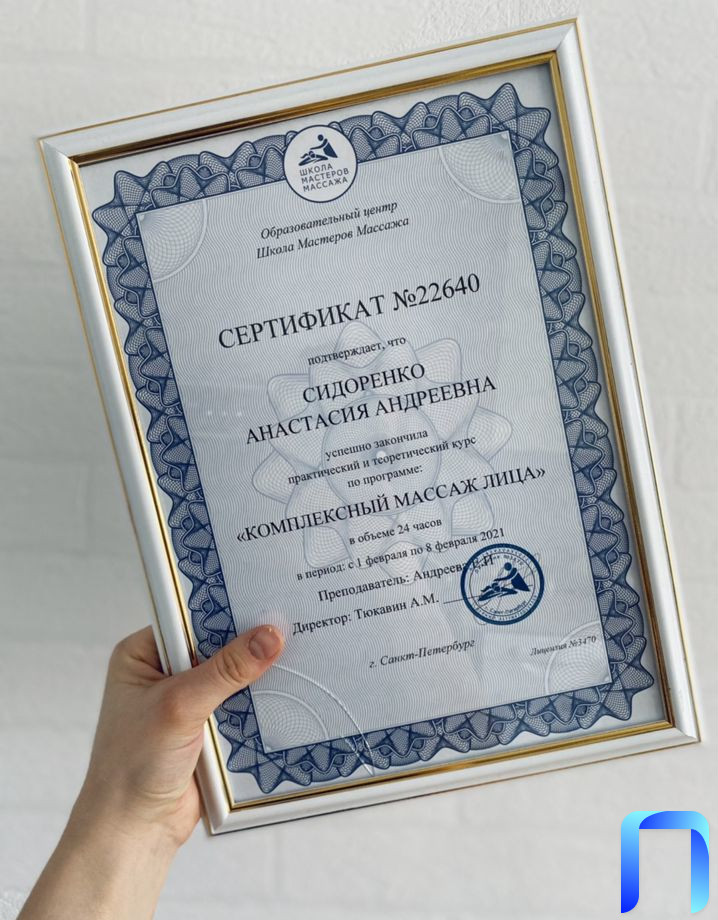 ШКОЛА
МАСТЕРОВ
МАССАЖА
Образовательный центр
Школа Мастеров Массажа
СЕРТИФИКАТ №22640
подтверждает, что
СИДОРЕНКО
АНАСТАСИЯ АНДРЕЕВНА
успешно закончила
практический и теоретический курс
по программе:
«КОМПЛЕКСНЫЙ МАССАЖ ЛИЦА»
в объеме 24 часов
в период: с 1 февраля по 8 февраля 2021
Преподаватель: Андреева
Директор: Тюкавин А.М.
Санкт-Петербург
г. Санкт-Петербург
Лицензия №3470